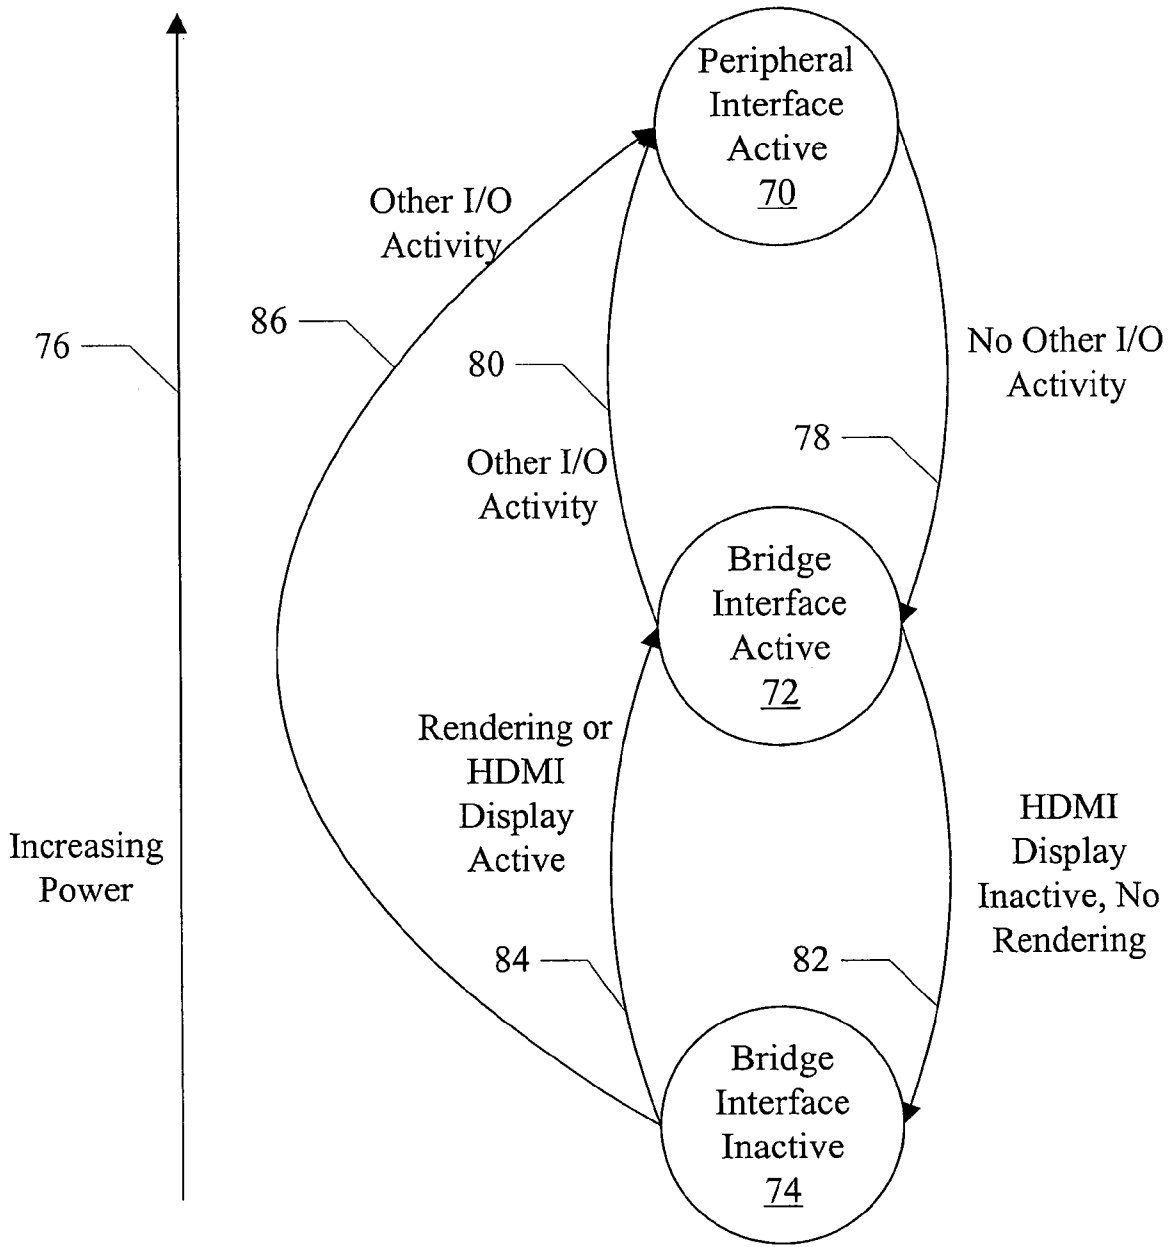 Peripheral
Interface
Active
70
Other I/O
Activity
86
76
80
No Other I/O
Activity
78
Other I/O
Activity
Bridge
Interface
Active
72
Rendering or
HDMI
Display
Active
HDMI
Display
Inactive, No
Rendering
Increasing
Power
84
82
Bridge
Interface
Inactive
74